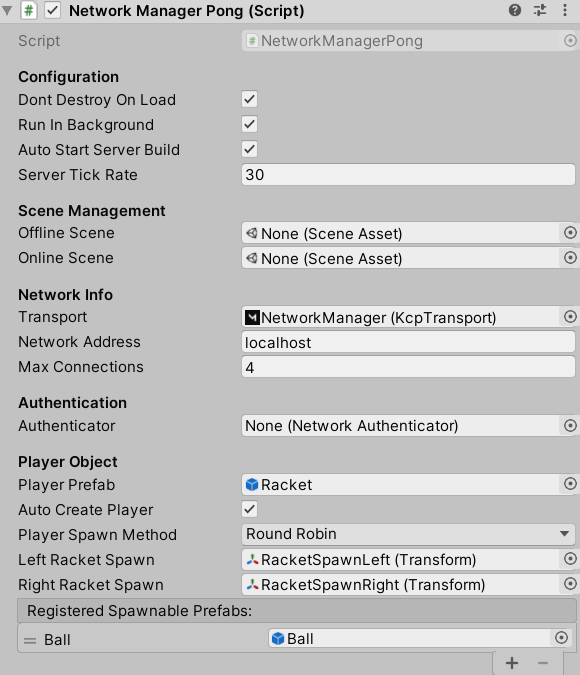 Network Manager Pong (Script)
Script NetworkManagerPong
Configuration
Dont Destroy On Load
Run In Background
Auto Start Server Build
Server Tick Rate 30
Scene Management
Offline Scene None (Scene Asset)
Online Scene None (Scene Asset)
Network Info
Transport NetworkManager (KcpTransport)
Network Address localhost
Max Connections 4
Authentication
Authenticator None (Network Authenticator)
Player Object
Player Prefab Racket
Auto Create Player
Player Spawn Method Round Robin
Left Racket Spawn RacketSpawnLeft (Transform)
Right Racket Spawn RacketSpawnRight (Transform)
Registered Spawnable Prefabs:
Ball Ball